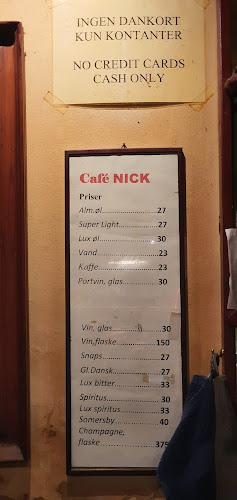 INGEN DANKORT
KUN KONTANTER
NO CREDIT CARDS
CASH ONLY
Café NICK
Priser
Alm.øl.....................27
Super Light.............27
Lux øl.....................30
Vand......................23
Kaffe......................23
Portvin, glas............30
Vin, glas..................30
Vin,flaske...............150
Snaps.....................27
Gl.Dansk.................27
Lux bitter................33
Spiritus...................30
Lux spiritus.............33
Somersby...............40
Champagne,
flaske.....................375